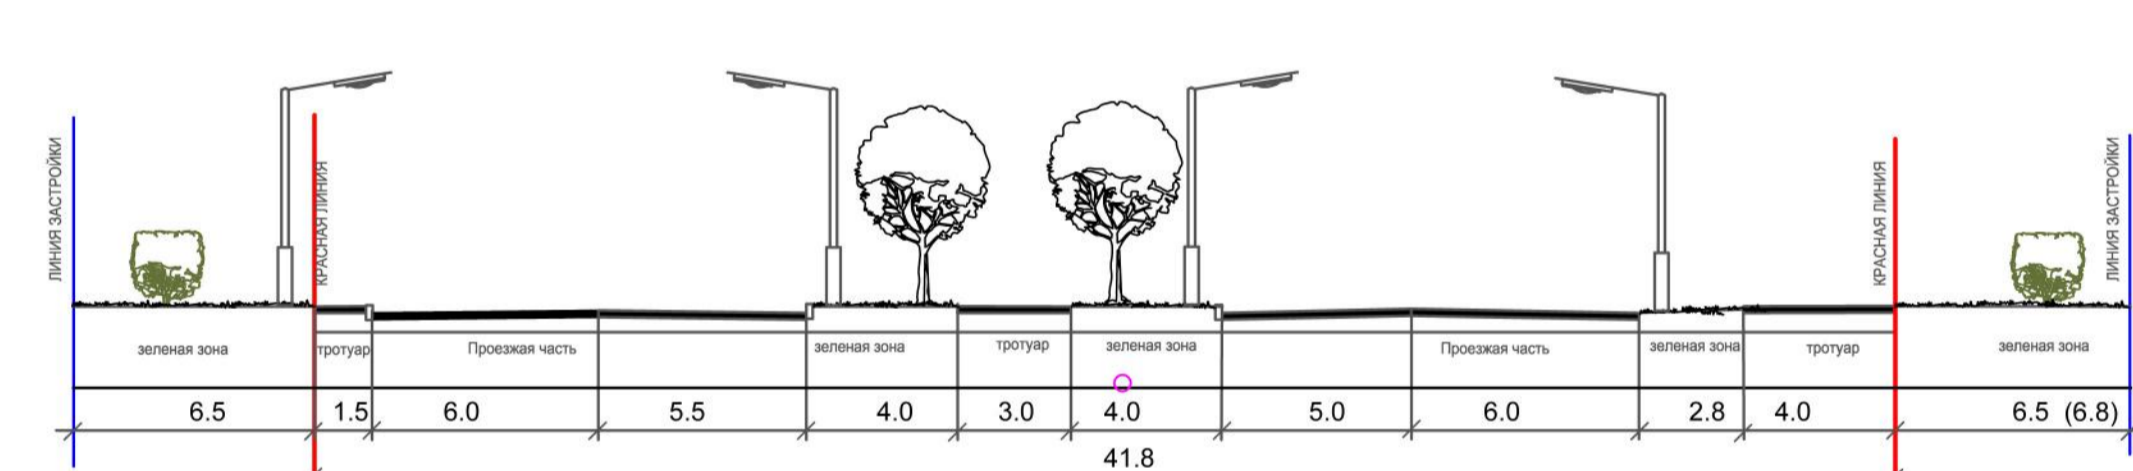 ЛИНИЯ ЗАСТРОЙКИ
КРАСНАЯ ЛИНИЯ
КРАСНАЯ ЛИНИЯ
ЛИНИЯ ЗАСТРОЙКИ
зеленая зона
тротуар
Проезжая часть
зеленая зона
тротуар
зеленая зона
Проезжая часть
зеленая зона
тротуар
зеленая зона
6.5
1.5
6.0
5.5
4.0
3.0
4.0
5.0
6.0
2.8
4.0
6.5 (6.8)
41.8